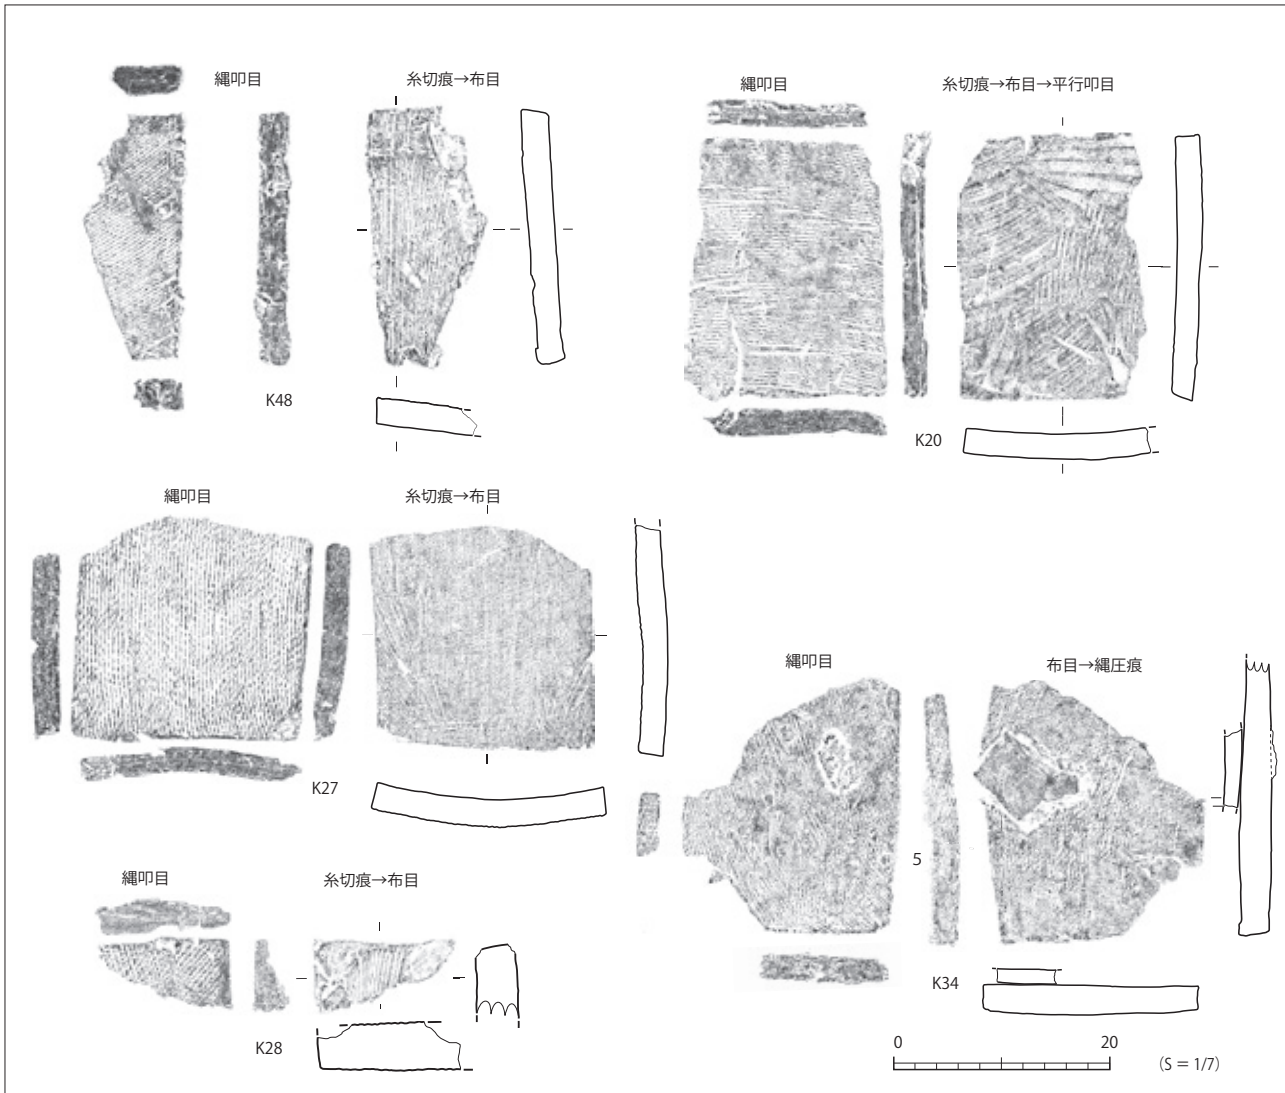 縄叩目
糸切痕→布目
K48
縄叩目
糸切痕→布目→平行叩目
K20
縄叩目
糸切痕→布目
K27
縄叩目
布目→縄圧痕
5
K34
縄叩目
糸切痕→布目
K28
0 20
(S = 1/7)